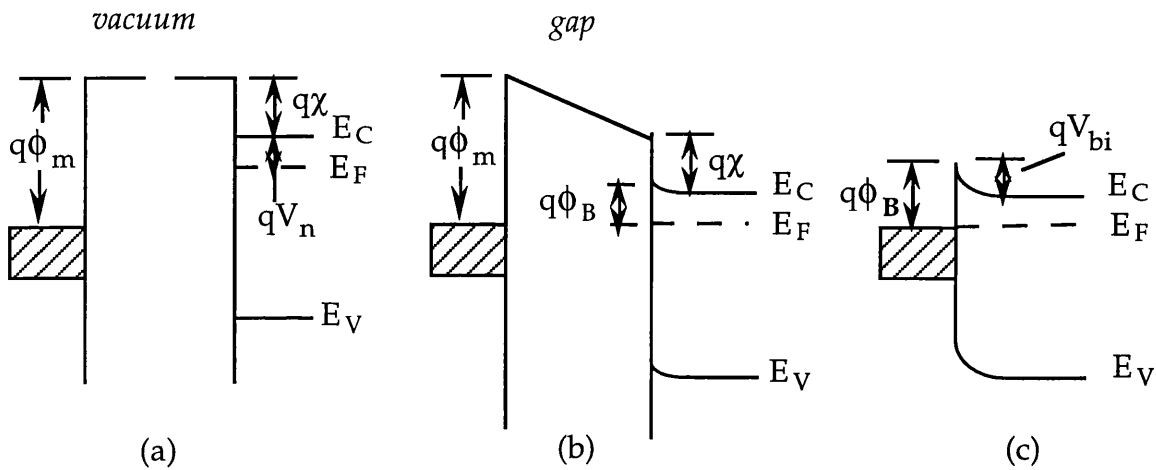 vacuum
qϕm
qχ
EC
EF
qVn
EV
(a)
gap
qϕm
qχ
qϕB
EC
EF
EV
(b)
qVbi
qϕB
EC
EF
EV
(c)